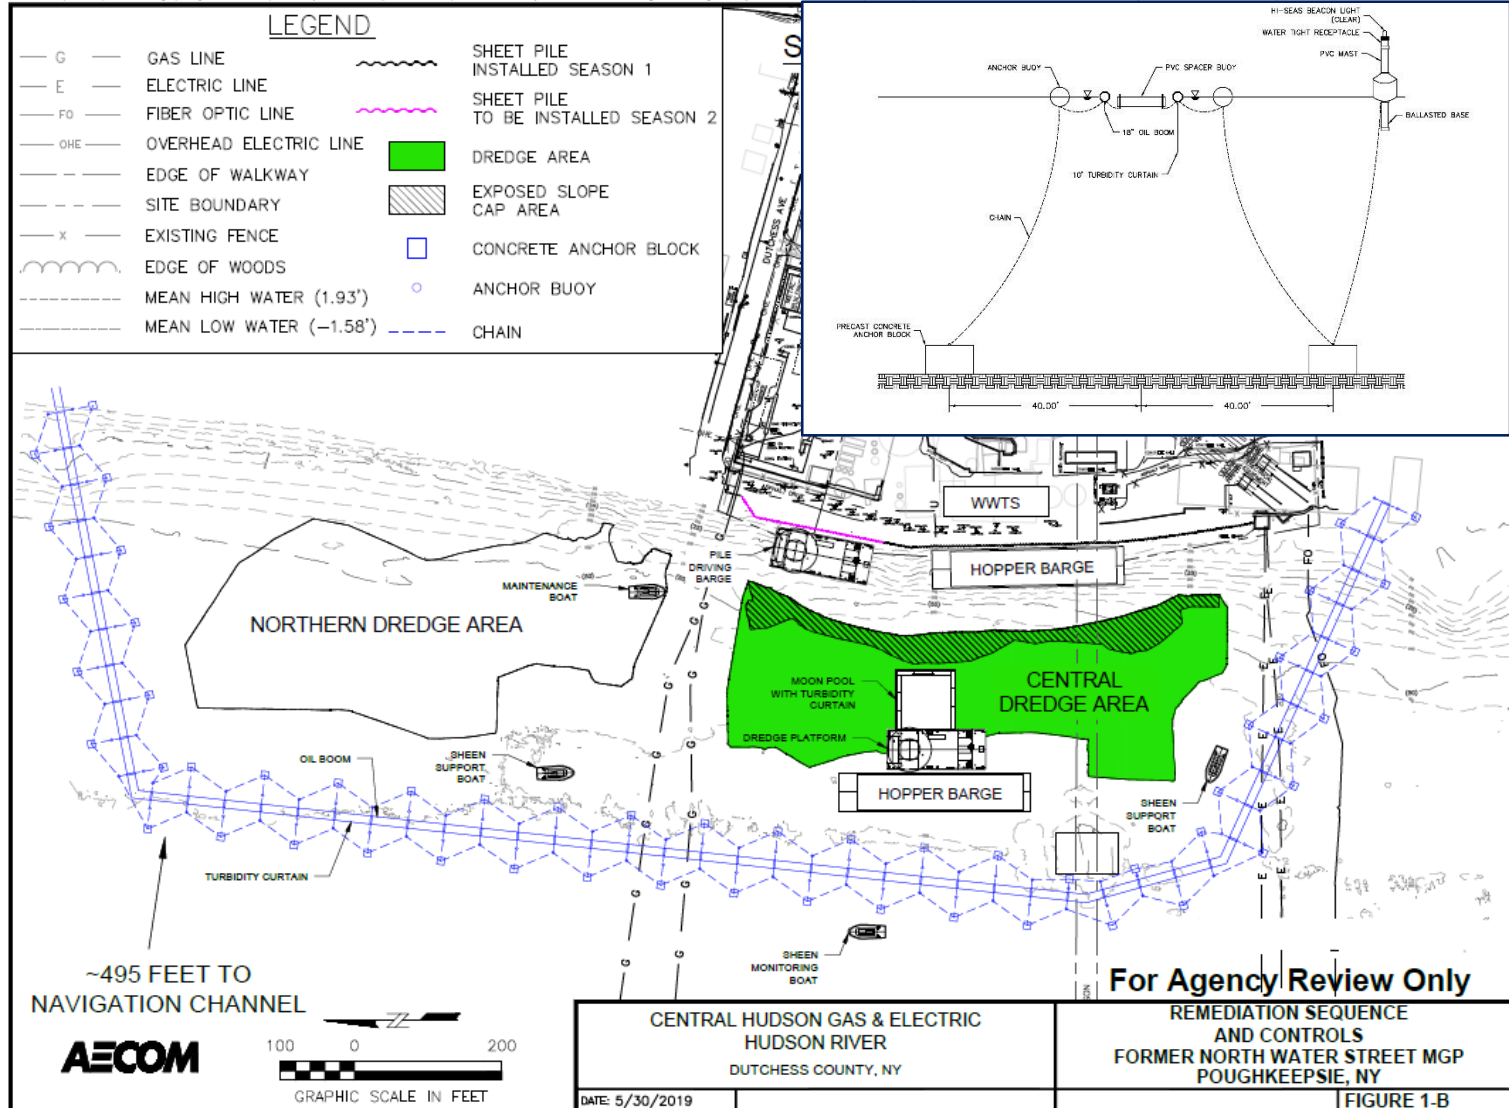 LEGEND
G
GAS LINE
E
ELECTRIC LINE
FO
FIBER OPTIC LINE
OHE
OVERHEAD ELECTRIC LINE
EDGE OF WALKWAY
SITE BOUNDARY
X
EXISTING FENCE
EDGE OF WOODS
MEAN HIGH WATER (1.93')
MEAN LOW WATER (-1.58')
SHEET PILE
INSTALLED SEASON 1
SHEET PILE
TO BE INSTALLED SEASON 2
DREDGE AREA
EXPOSED SLOPE
CAP AREA
CONCRETE ANCHOR BLOCK
ANCHOR BUOY
CHAIN
S
HI-SEAS BEACON LIGHT
(CLEAR)
WATER TIGHT RECEPTACLE
PVC MAST
ANCHOR BUOY
PVC SPACER BUOY
BALLASTED BASE
18" OIL BOOM
10' TURBIDITY CURTAIN
CHAIN
PRECAST CONCRETE
ANCHOR BLOCK
40.00'
40.00'
DUTCHESS AVE
WWTS
PILE
DRIVING
BARGE
HOPPER BARGE
MAINTENANCE
BOAT
NORTHERN DREDGE AREA
MOON POOL
WITH TURBIDITY
CURTAIN
CENTRAL
DREDGE AREA
DREDGE PLATFORM
HOPPER BARGE
OIL BOOM
SHEEN
SUPPORT
BOAT
SHEEN
SUPPORT
BOAT
TURBIDITY CURTAIN
SHEEN
MONITORING
BOAT
~495 FEET TO
NAVIGATION CHANNEL
For Agency Review Only
AECOM
100 0 200
GRAPHIC SCALE IN FEET
CENTRAL HUDSON GAS & ELECTRIC
HUDSON RIVER
DUTCHESS COUNTY, NY
REMEDIATION SEQUENCE
AND CONTROLS
FORMER NORTH WATER STREET MGP
POUGHKEEPSIE, NY
DATE: 5/30/2019
FIGURE 1-B